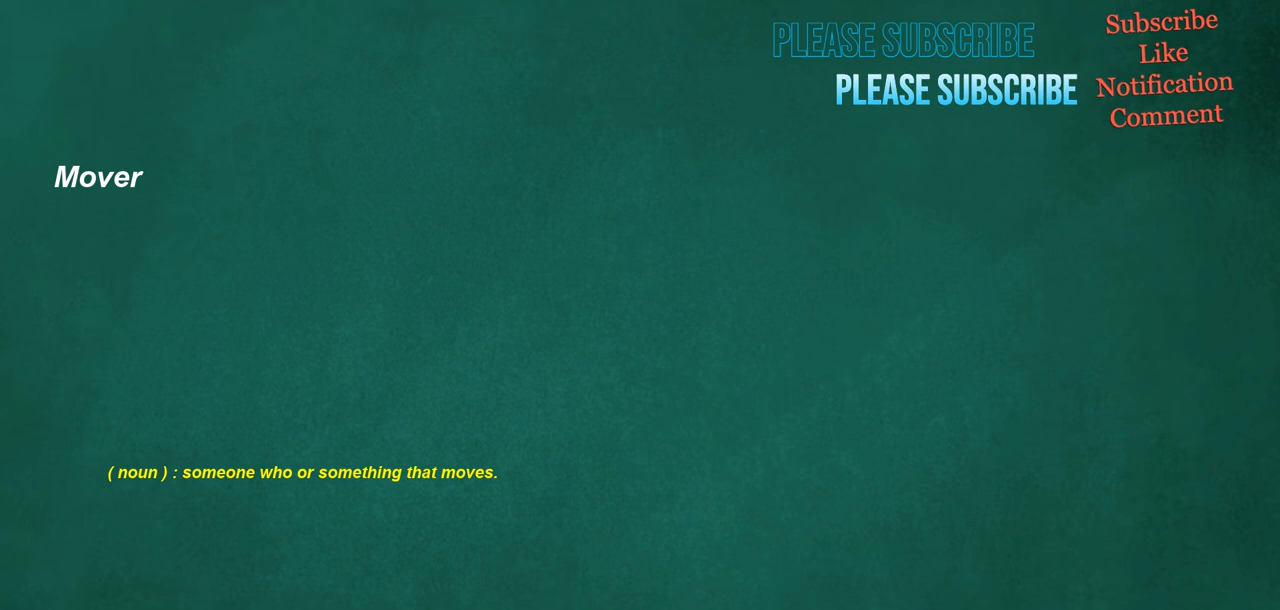 PLEASE SUBSCRIBE
PLEASE SUBSCRIBE
Subscribe
Like
Notification
Comment
Mover
( noun ) : someone who or something that moves.